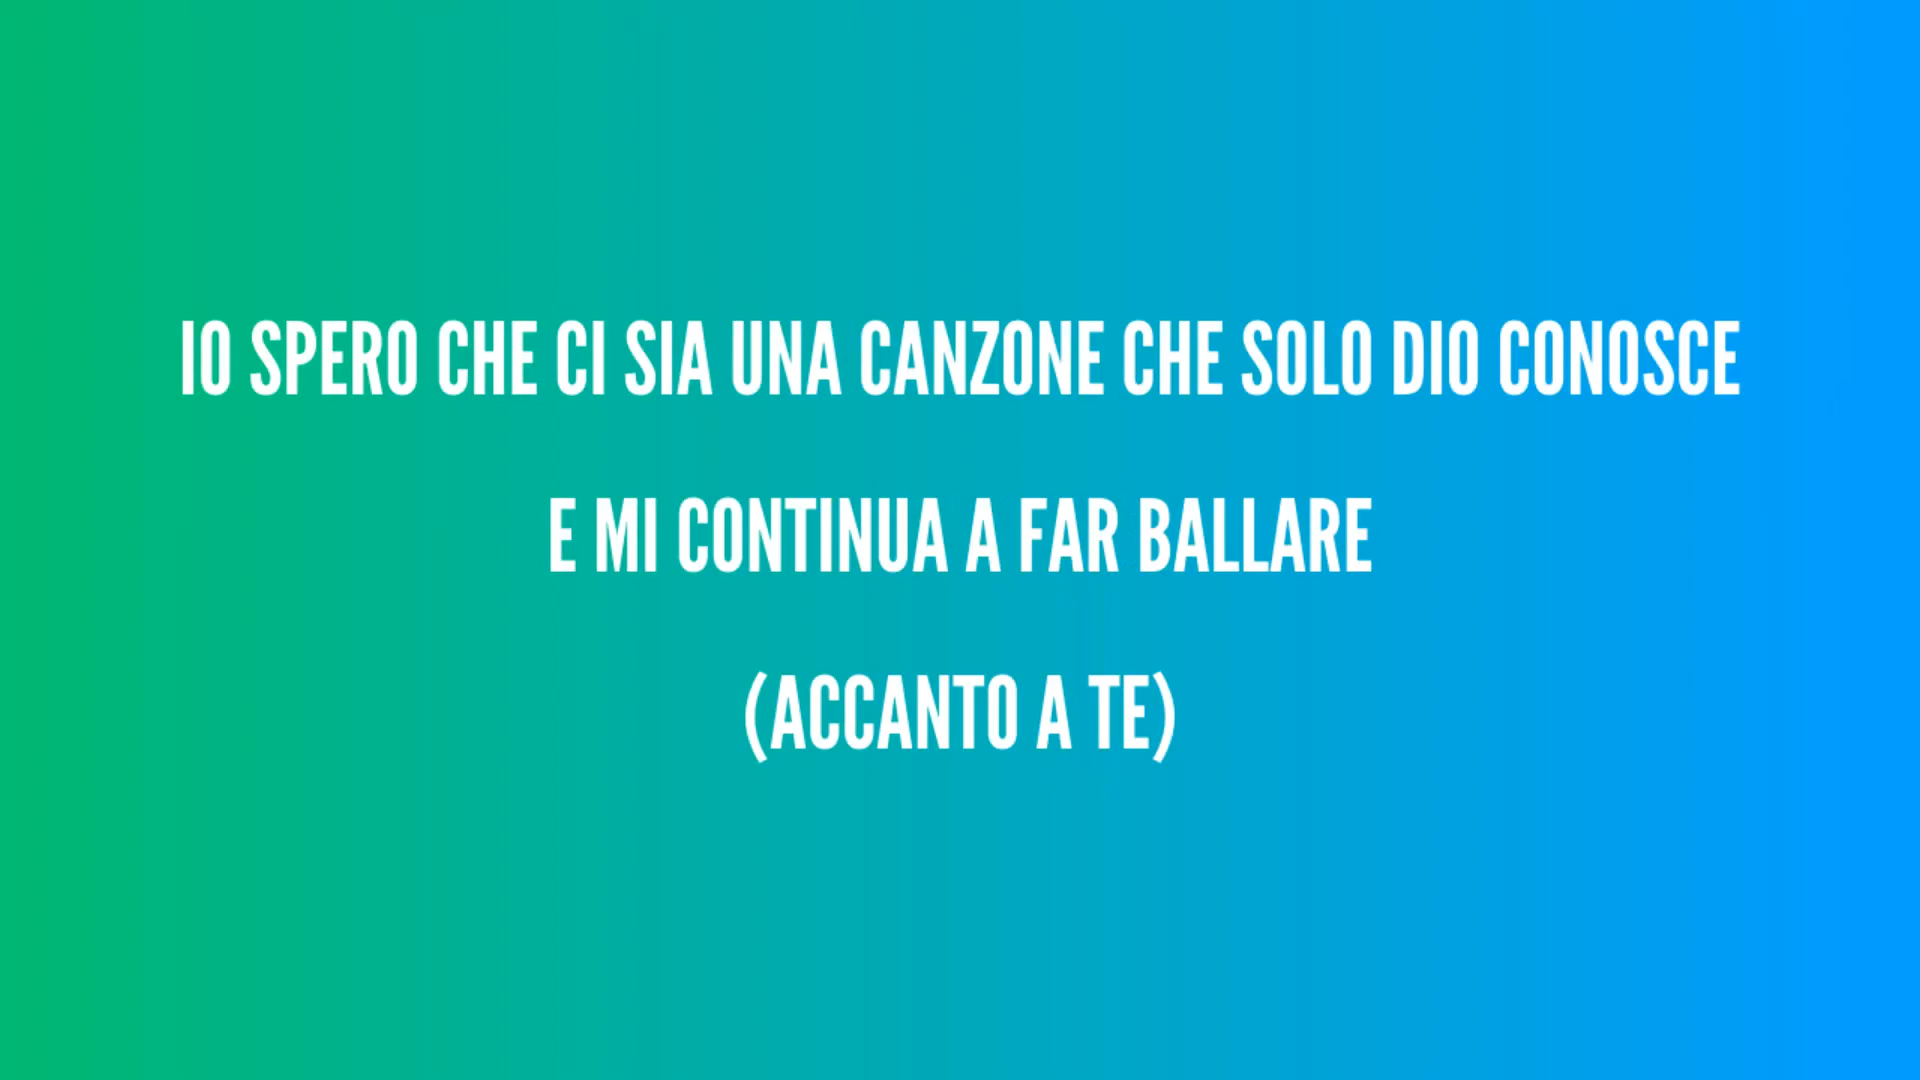 IO SPERO CHE CI SIA UNA CANZONE CHE SOLO DIO CONOSCE
E MI CONTINUA A FAR BALLARE
(ACCANTO A TE)